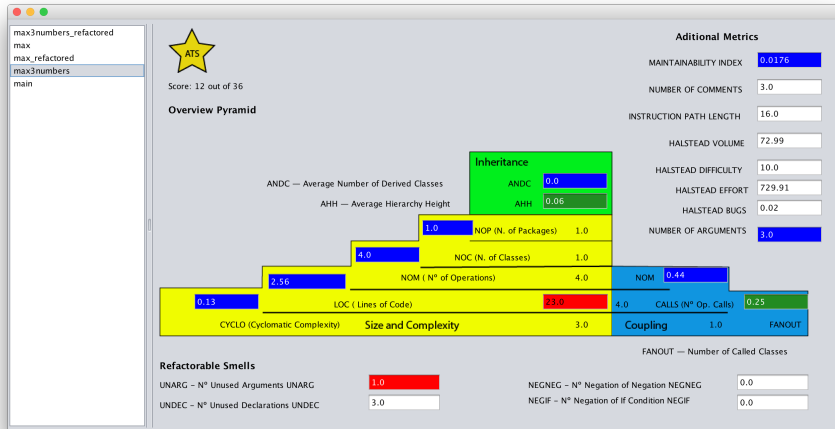 max3numbers_refactored
max
max_refactored
max3numbers
main
ATS
Score: 12 out of 36
Overview Pyramid
Aditional Metrics
MAINTAINABILITY INDEX 0.0176
NUMBER OF COMMENTS 3.0
INSTRUCTION PATH LENGTH 16.0
HALSTEAD VOLUME 72.99
HALSTEAD DIFFICULTY 10.0
HALSTEAD EFFORT 729.91
HALSTEAD BUGS 0.02
NUMBER OF ARGUMENTS 3.0
Inheritance
ANDC — Average Number of Derived Classes ANDC 0.0
AHH — Average Hierarchy Height AHH 0.06
1.0 NOP (N. of Packages) 1.0
4.0 NOC (N. of Classes) 1.0
2.56 NOM ( Nº of Operations) 4.0 NOM 0.44
0.13 LOC ( Lines of Code) 23.0 4.0 CALLS (Nº Op. Calls) 0.25
CYCLO (Cyclomatic Complexity) Size and Complexity 3.0 Coupling 1.0 FANOUT
FANOUT — Number of Called Classes
Refactorable Smells
UNARG - Nº Unused Arguments UNARG 1.0 NEGNEG - Nº Negation of Negation NEGNEG 0.0
UNDEC - Nº Unused Declarations UNDEC 3.0 NEGIF - Nº Negation of If Condition NEGIF 0.0